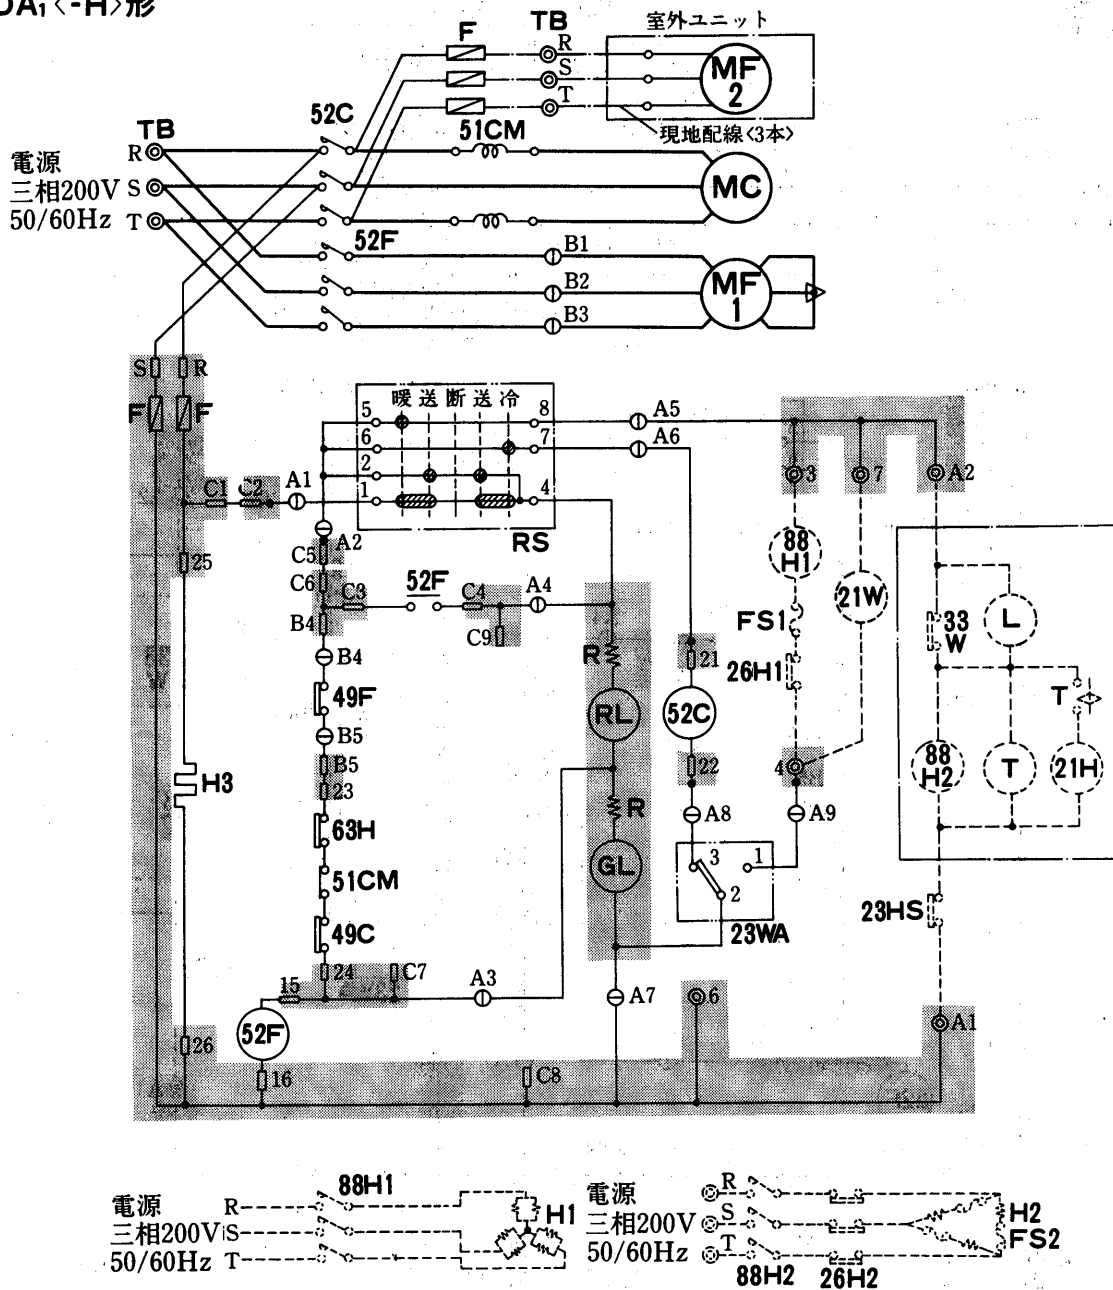 DA1〈-H〉形
室外ユニット
F
TB
R
S
T
MF
2
現地配線〈3本〉
52C
51CM
TB
電源
三相200V
50/60Hz
R
S
T
MC
52F
B1
B2
B3
MF
1
S
R
F
F
暖 送 断 送 冷
5
8
A5
6
7
A6
2
1
4
RS
C1
C2
A1
A2
C5
C6
C3
52F
C4
A4
C9
25
B4
B4
49F
B5
B5
23
H3
63H
51CM
49C
24
C7
A3
15
52F
16
26
C8
R
RL
R
GL
A7
6
21
52C
22
A8
3
1
2
23WA
3
7
A2
88
H1
FS1
26H1
21W
4
A9
33
W
L
T
88
H2
T
21H
23HS
A1
電源
三相200V
50/60Hz
R
S
T
88H1
H1
電源
三相200V
50/60Hz
R
S
T
88H2
26H2
H2
FS2